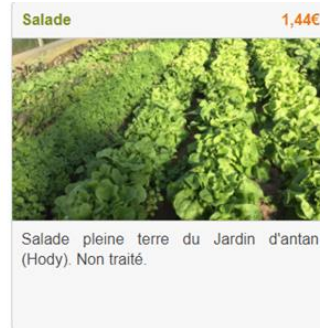 Salade 1,44€
Salade pleine terre du Jardin d'antan
(Hody). Non traité.